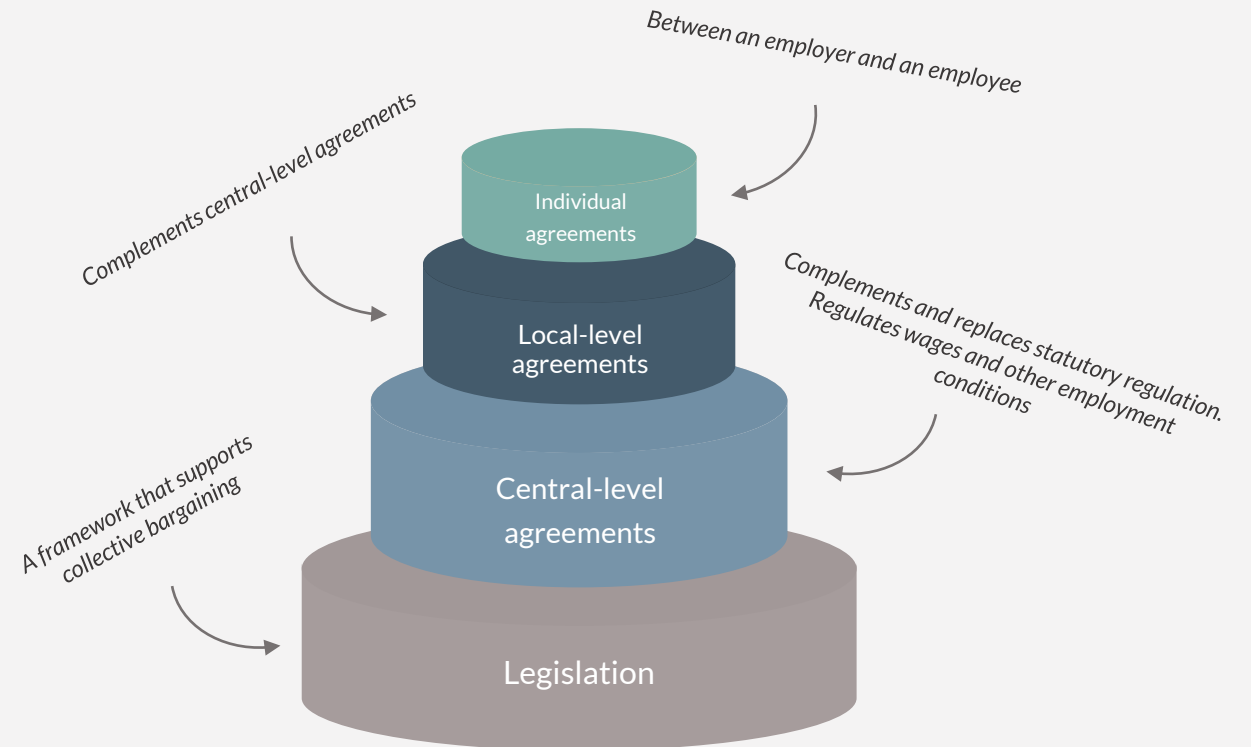 Between an employer and an employee
Complements central-level agreements
Individual
agreements
Complements and replaces statutory regulation.
Regulates wages and other employment
conditions
Local-level
agreements
A framework that supports
collective bargaining
Central-level
agreements
Legislation